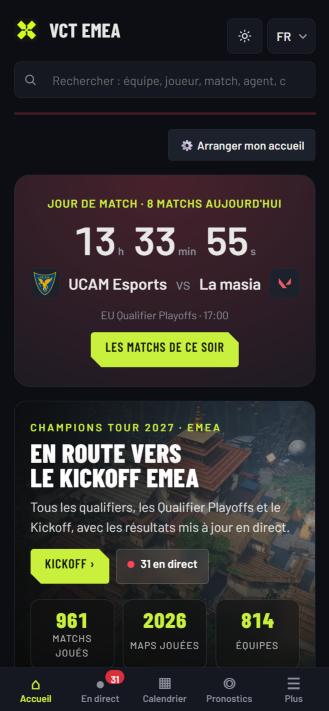 VCT EMEA
FR
Rechercher : équipe, joueur, match, agent, c
Arranger mon accueil
JOUR DE MATCH · 8 MATCHS AUJOURD'HUI
13 h 33 min 55 s
UCAM Esports VS La masia
EU Qualifier Playoffs · 17:00
LES MATCHS DE CE SOIR
CHAMPIONS TOUR 2027 · EMEA
EN ROUTE VERS
LE KICKOFF EMEA
Tous les qualifiers, les Qualifier Playoffs et le
Kickoff, avec les résultats mis à jour en direct.
KICKOFF ›
31 en direct
961 2026 814
MATCHS JOUÉS MAPS JOUÉES ÉQUIPES
31
Accueil En direct Calendrier Pronostics Plus